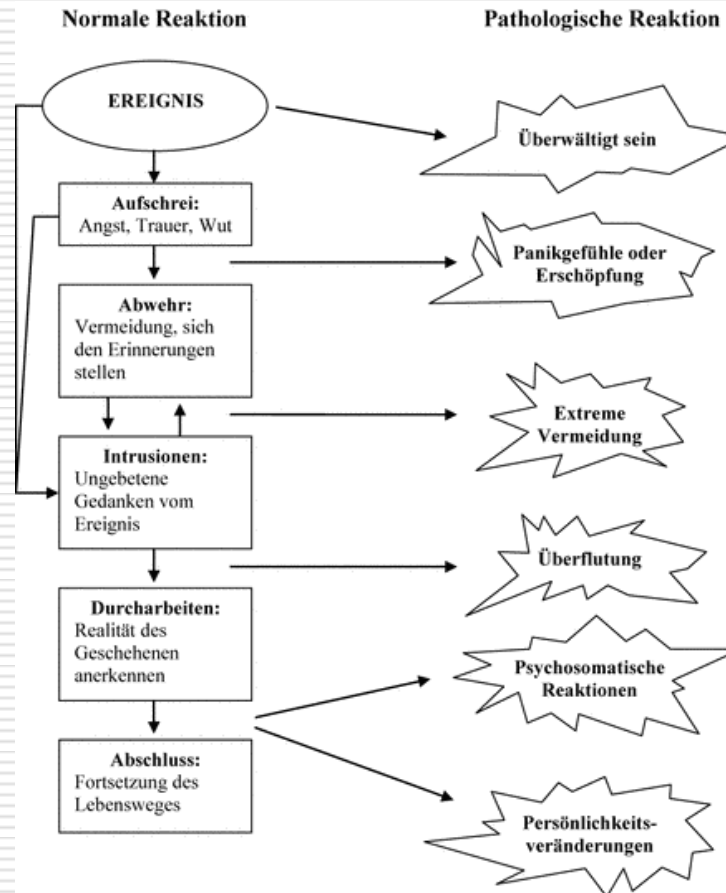 Normale Reaktion
Pathologische Reaktion
EREIGNIS
Überwältigt sein
Aufschrei:
Angst, Trauer, Wut
Panikgefühle oder
Erschöpfung
Abwehr:
Vermeidung, sich
den Erinnerungen
stellen
Extreme
Vermeidung
Intrusionen:
Ungebetene
Gedanken vom
Ereignis
Überflutung
Durcharbeiten:
Realität des
Geschehenen
anerkennen
Psychosomatische
Reaktionen
Abschluss:
Fortsetzung des
Lebensweges
Persönlichkeits-
veränderungen